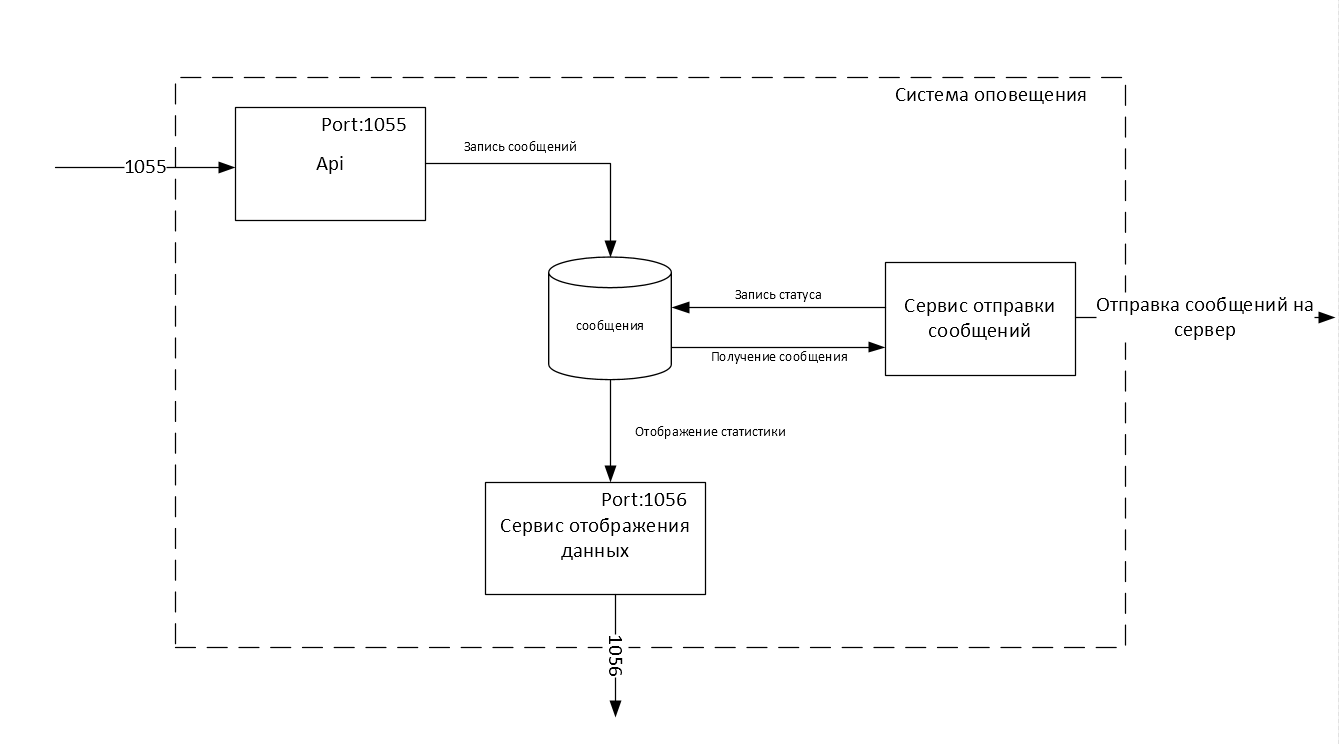 Система оповещения
Port:1055
Api
1055
Запись сообщений
сообщения
Запись статуса
Получение сообщения
Сервис отправки
сообщений
Отправка сообщений на
сервер
Отображение статистики
Port:1056
Сервис отображения
данных
1056